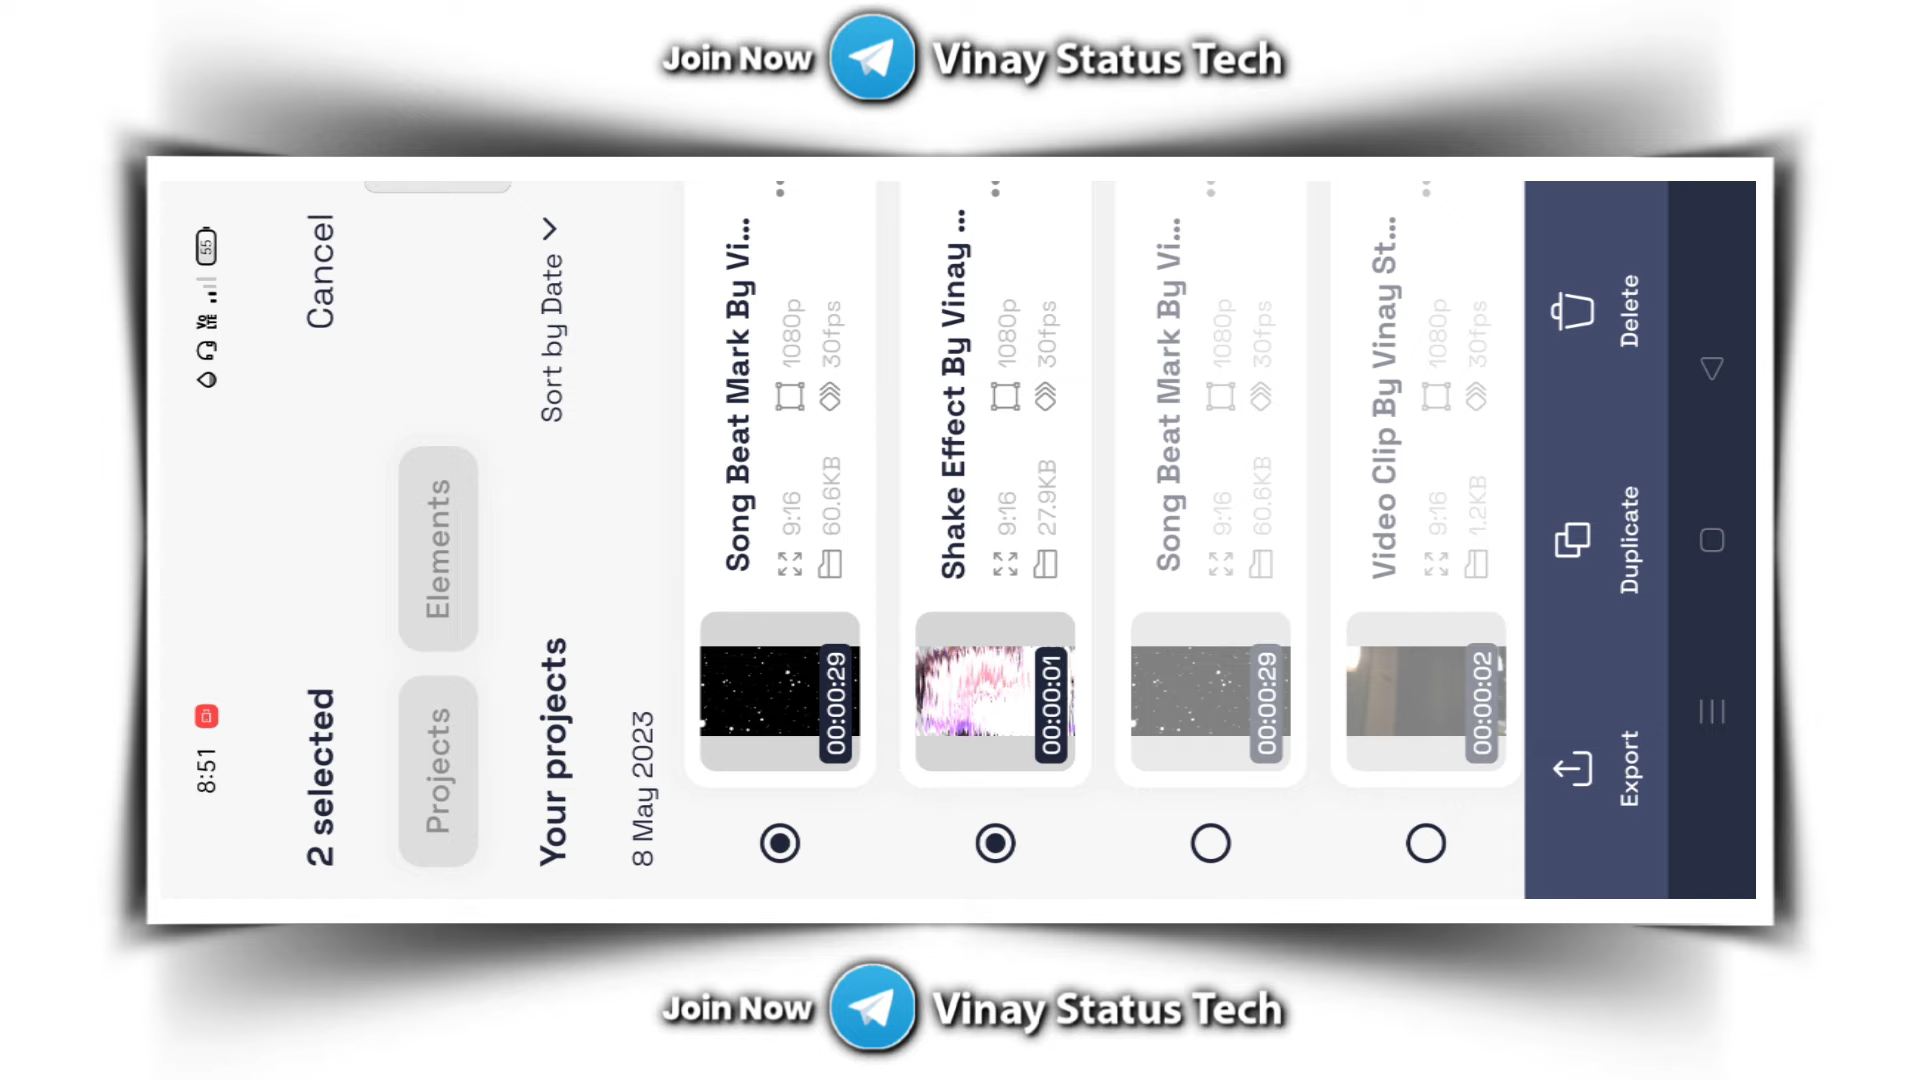 Join Now Vinay Status Tech
8:51 Vo LTE 55
2 selected Cancel
Projects Elements
Your projects Sort by Date
8 May 2023
Song Beat Mark By Vi...
9:16 1080p
60.6KB 30fps
00:00:29
Shake Effect By Vinay ...
9:16 1080p
27.9KB 30fps
00:00:01
Song Beat Mark By Vi...
9:16 1080p
60.6KB 30fps
00:00:29
Video Clip By Vinay St...
9:16 1080p
1.2KB 30fps
00:00:02
Export Duplicate Delete
Join Now Vinay Status Tech